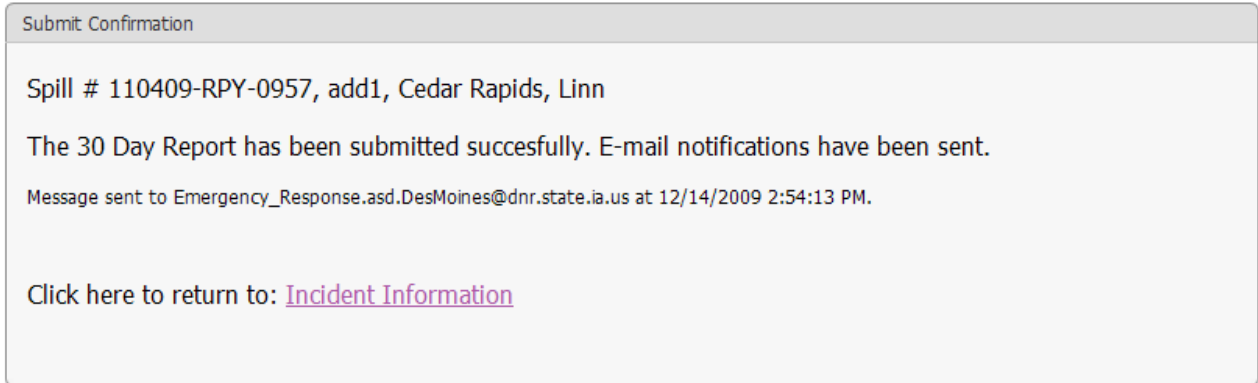 Submit Confirmation
Spill # 110409-RPY-0957, add1, Cedar Rapids, Linn
The 30 Day Report has been submitted succesfully. E-mail notifications have been sent.
Message sent to Emergency_Response.asd.DesMoines@dnr.state.ia.us at 12/14/2009 2:54:13 PM.
Click here to return to: Incident Information